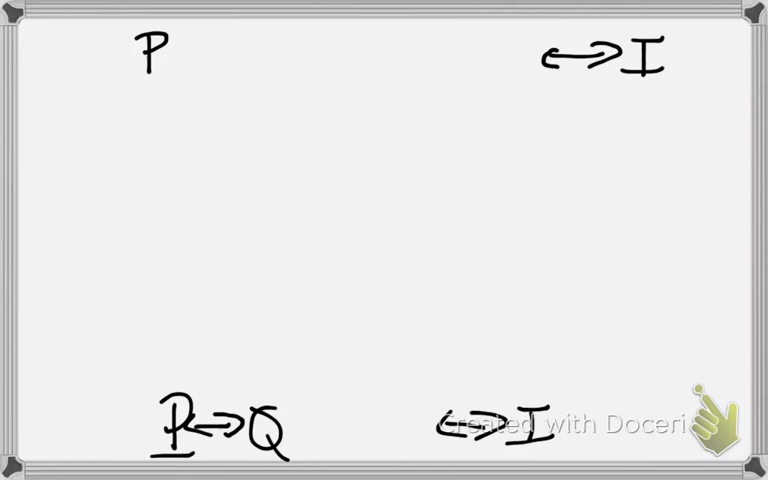 P ⟺ I
P ⟺ Q ⟺ I
Created with Doceri